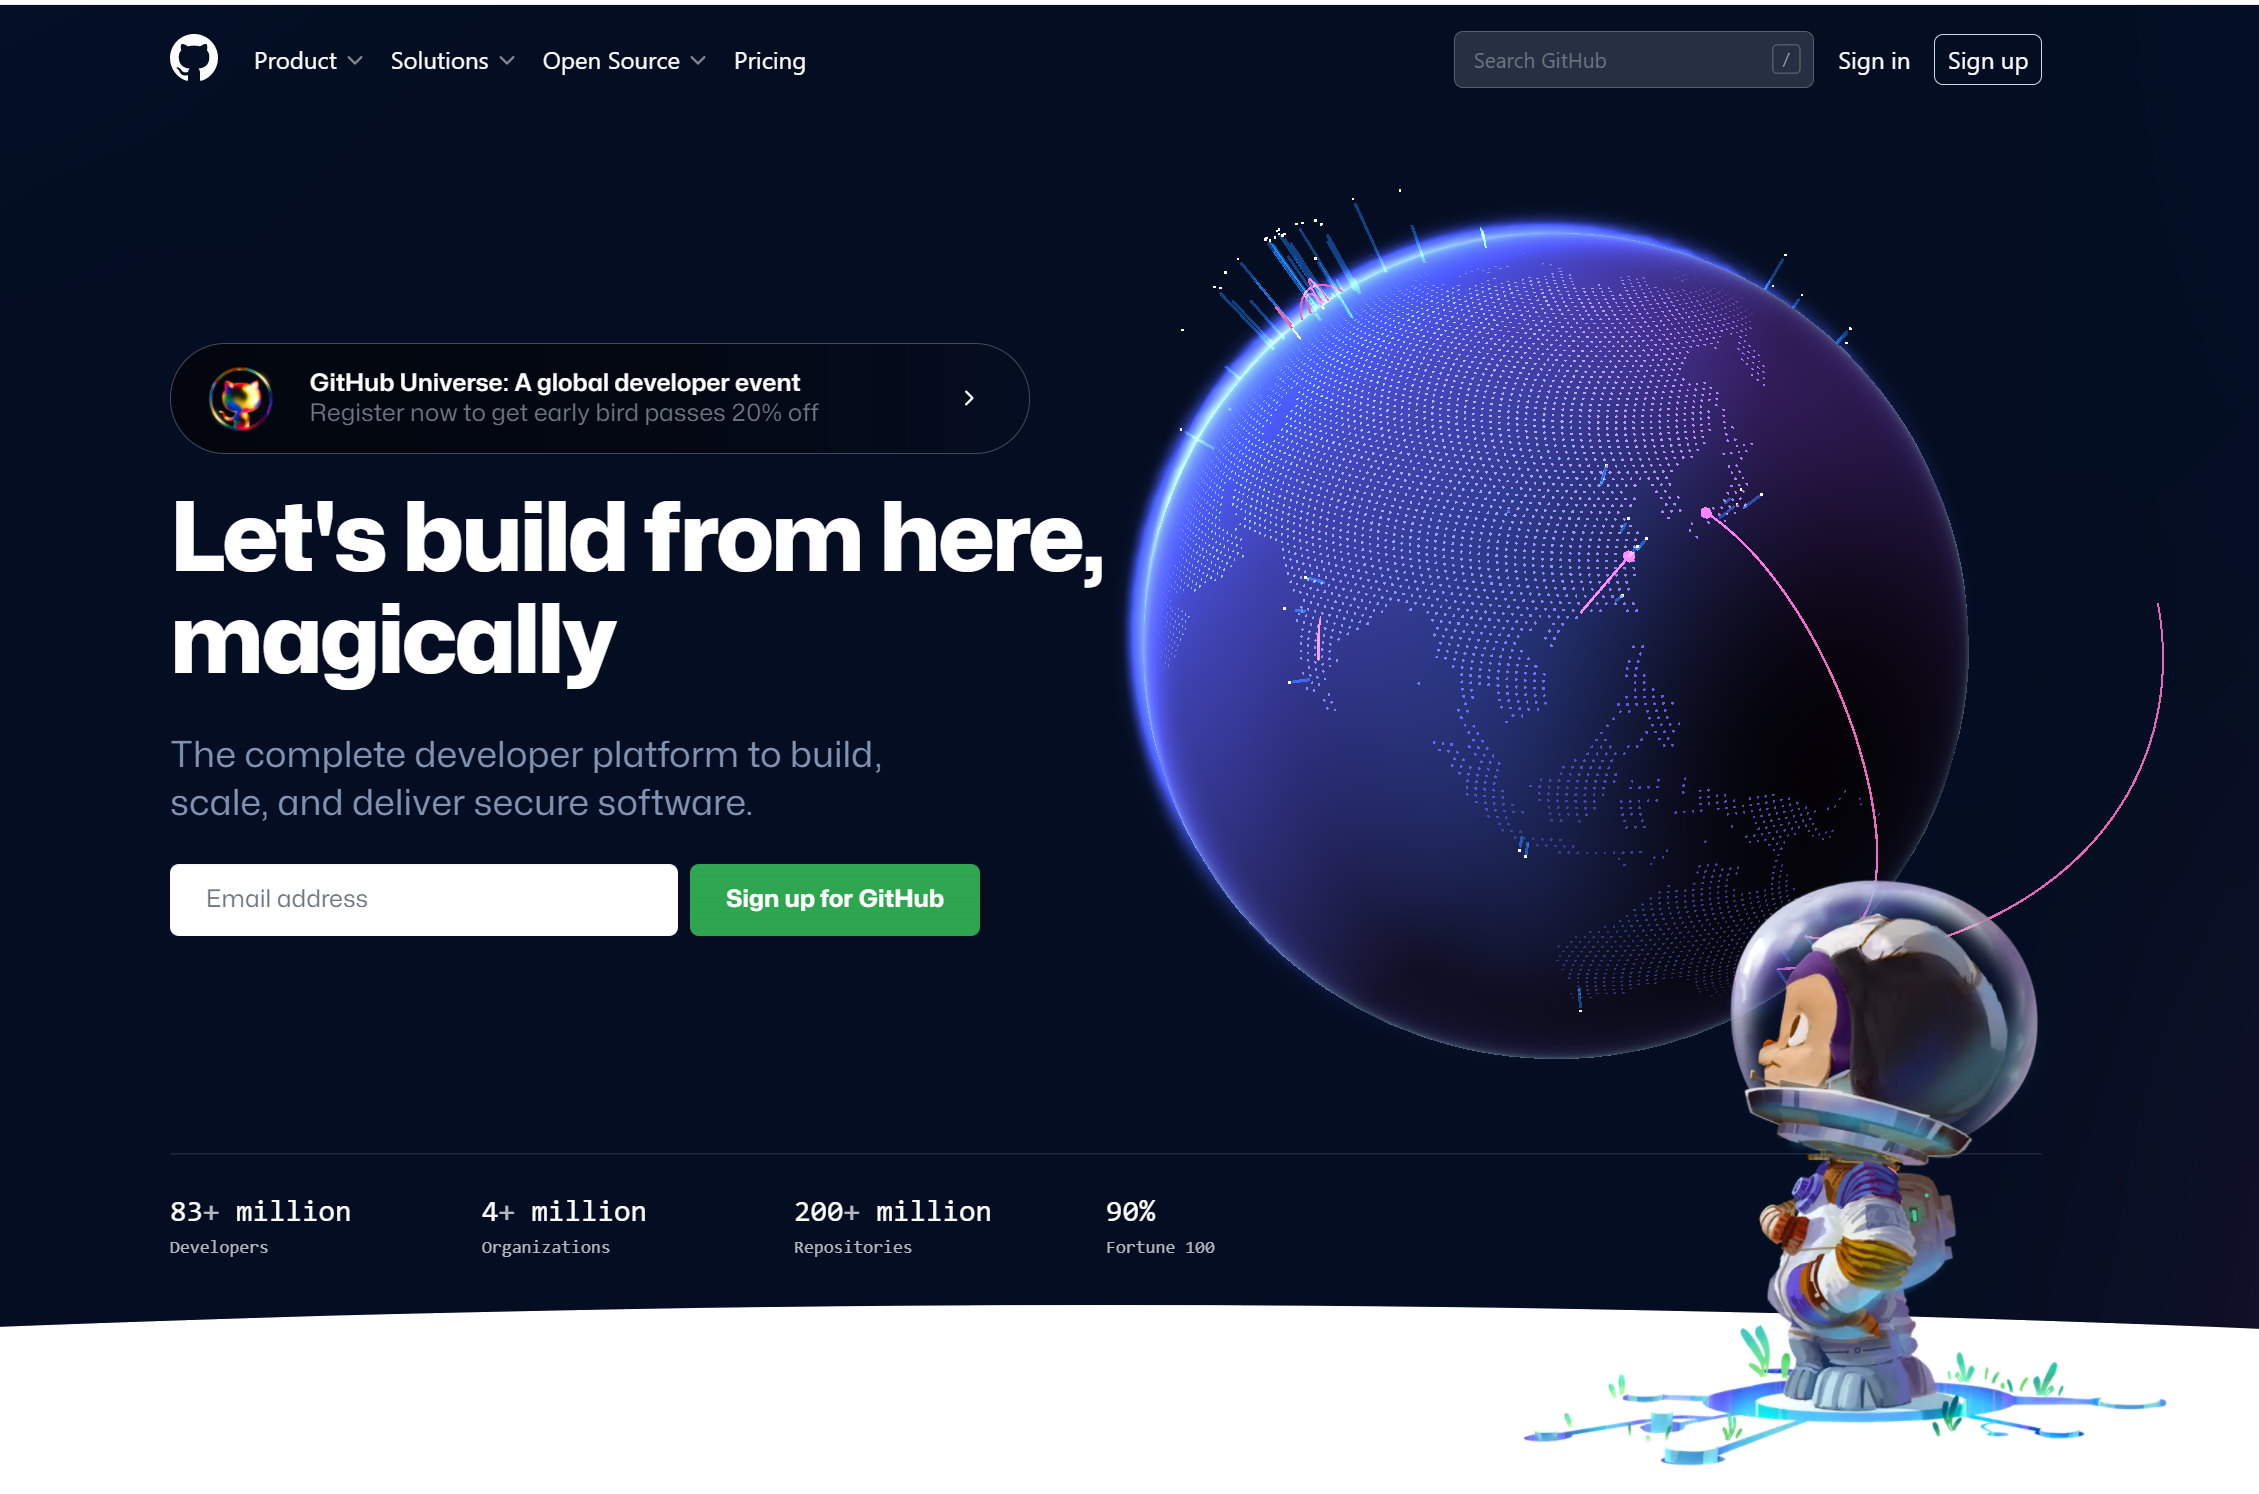 Product
Solutions
Open Source
Pricing
Search GitHub
/
Sign in
Sign up
GitHub Universe: A global developer event
Register now to get early bird passes 20% off
Let's build from here,
magically
The complete developer platform to build,
scale, and deliver secure software.
Email address
Sign up for GitHub
83+ million
Developers
4+ million
Organizations
200+ million
Repositories
90%
Fortune 100